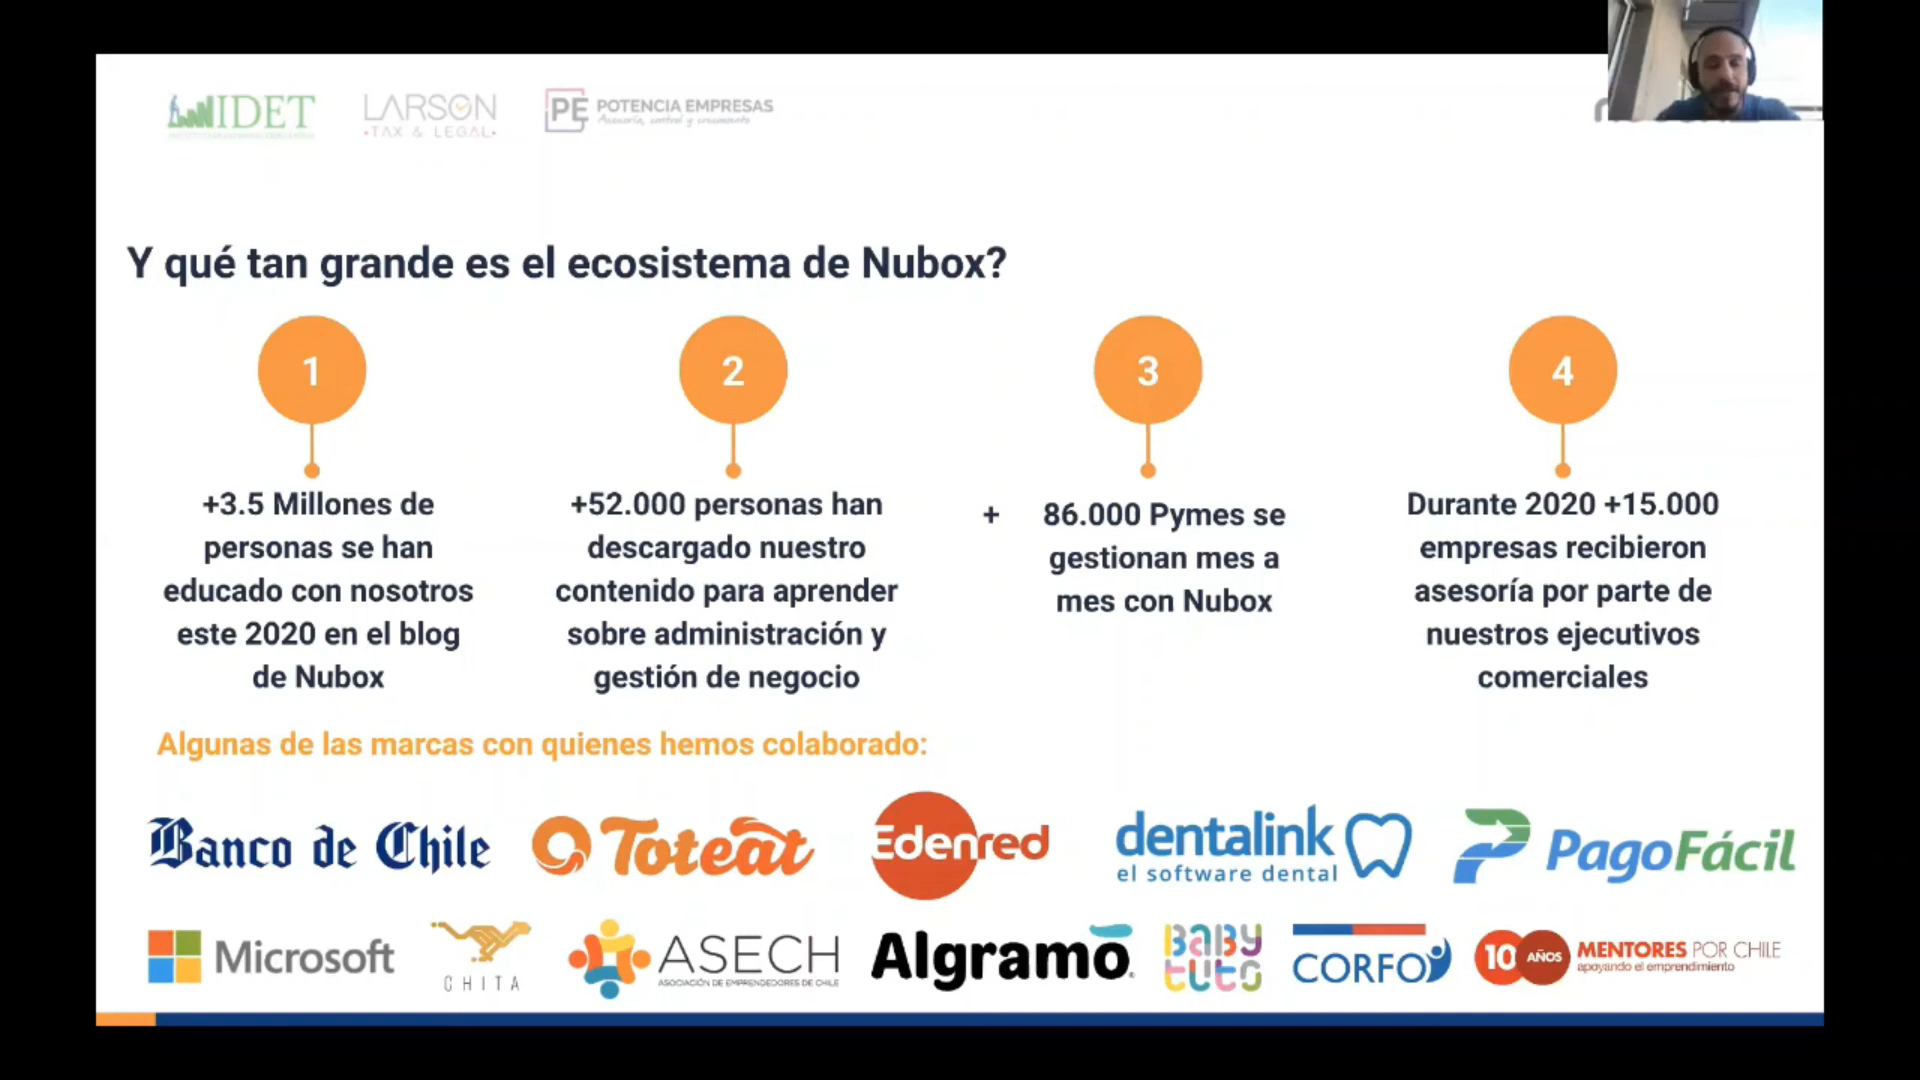 IDET
LARSON
•TAX & LEGAL•
PE POTENCIA EMPRESAS
Asesoría, control y crecimiento
Y qué tan grande es el ecosistema de Nubox?
1
+3.5 Millones de
personas se han
educado con nosotros
este 2020 en el blog
de Nubox
2
+52.000 personas han
descargado nuestro
contenido para aprender
sobre administración y
gestión de negocio
3
+ 86.000 Pymes se
gestionan mes a
mes con Nubox
4
Durante 2020 +15.000
empresas recibieron
asesoría por parte de
nuestros ejecutivos
comerciales
Algunas de las marcas con quienes hemos colaborado:
Banco de Chile
Toteat
Edenred
dentalink
el software dental
PagoFácil
Microsoft
CHITA
ASECH
ASOCIACIÓN DE EMPRENDEDORES DE CHILE
Algramo
BABY
tuto
CORFO
10 AÑOS
MENTORES POR CHILE
apoyando el emprendimiento